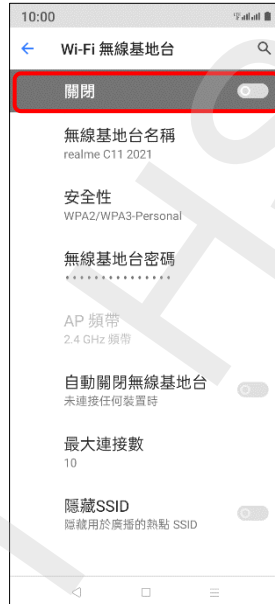 10:00
Wi-Fi 無線基地台
關閉
無線基地台名稱
realme C11 2021
安全性
WPA2/WPA3-Personal
無線基地台密碼
•••••••••••••••
AP 頻帶
2.4 GHz 頻帶
自動關閉無線基地台
未連接任何裝置時
最大連接數
10
隱藏SSID
隱藏用於廣播的熱點 SSID